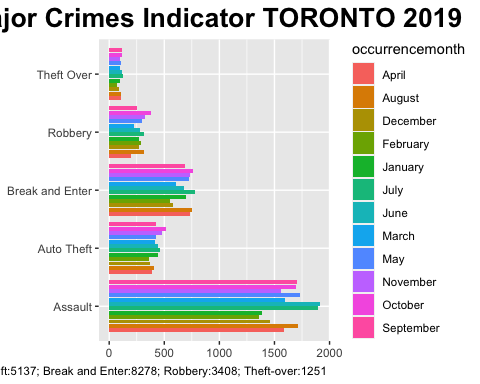 jor Crimes Indicator TORONTO 2019
occurrencemonth
Theft Over
Robbery
Break and Enter
Auto Theft
Assault
0 500 1000 1500 2000
April
August
December
February
January
July
June
March
May
November
October
September
ft:5137; Break and Enter:8278; Robbery:3408; Theft-over:1251